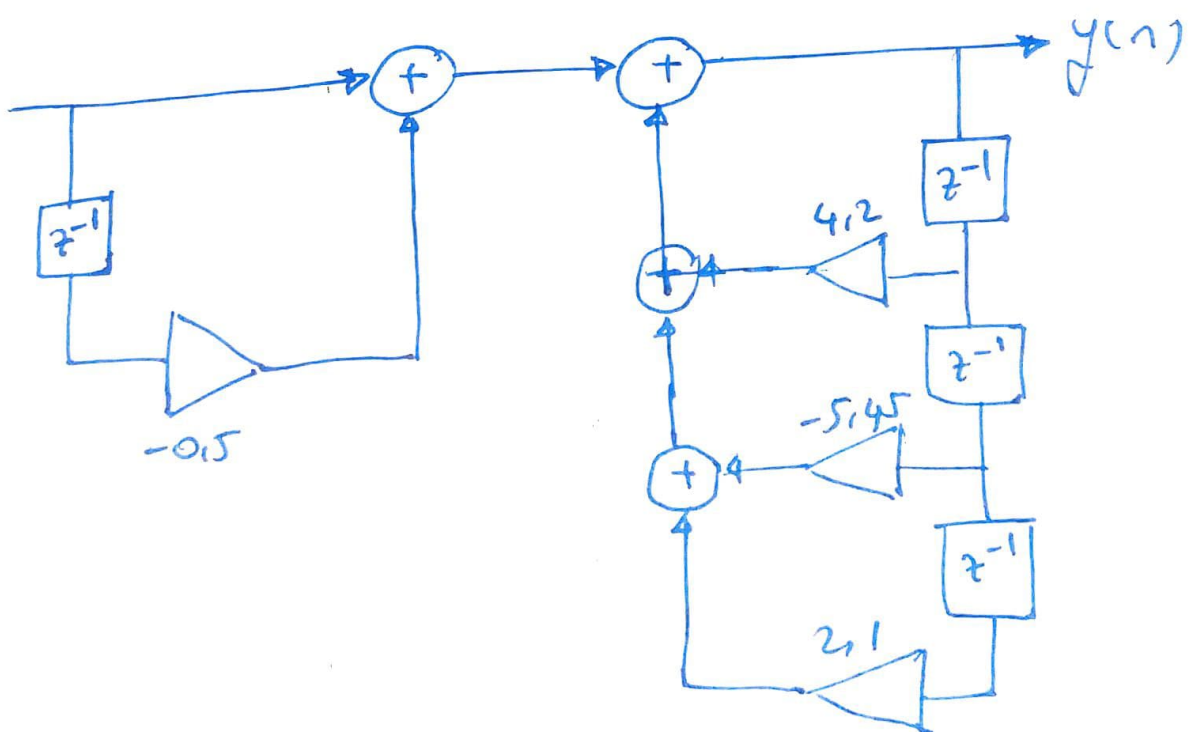 +
+
y(n)
z⁻¹
z⁻¹
4,2
+
z⁻¹
-0,5
-5,45
+
z⁻¹
2,1